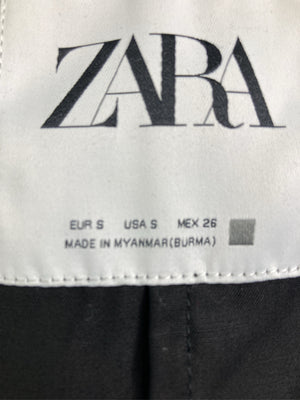 ZARA
EUR S USA S MEX 26
MADE IN MYANMAR(BURMA)